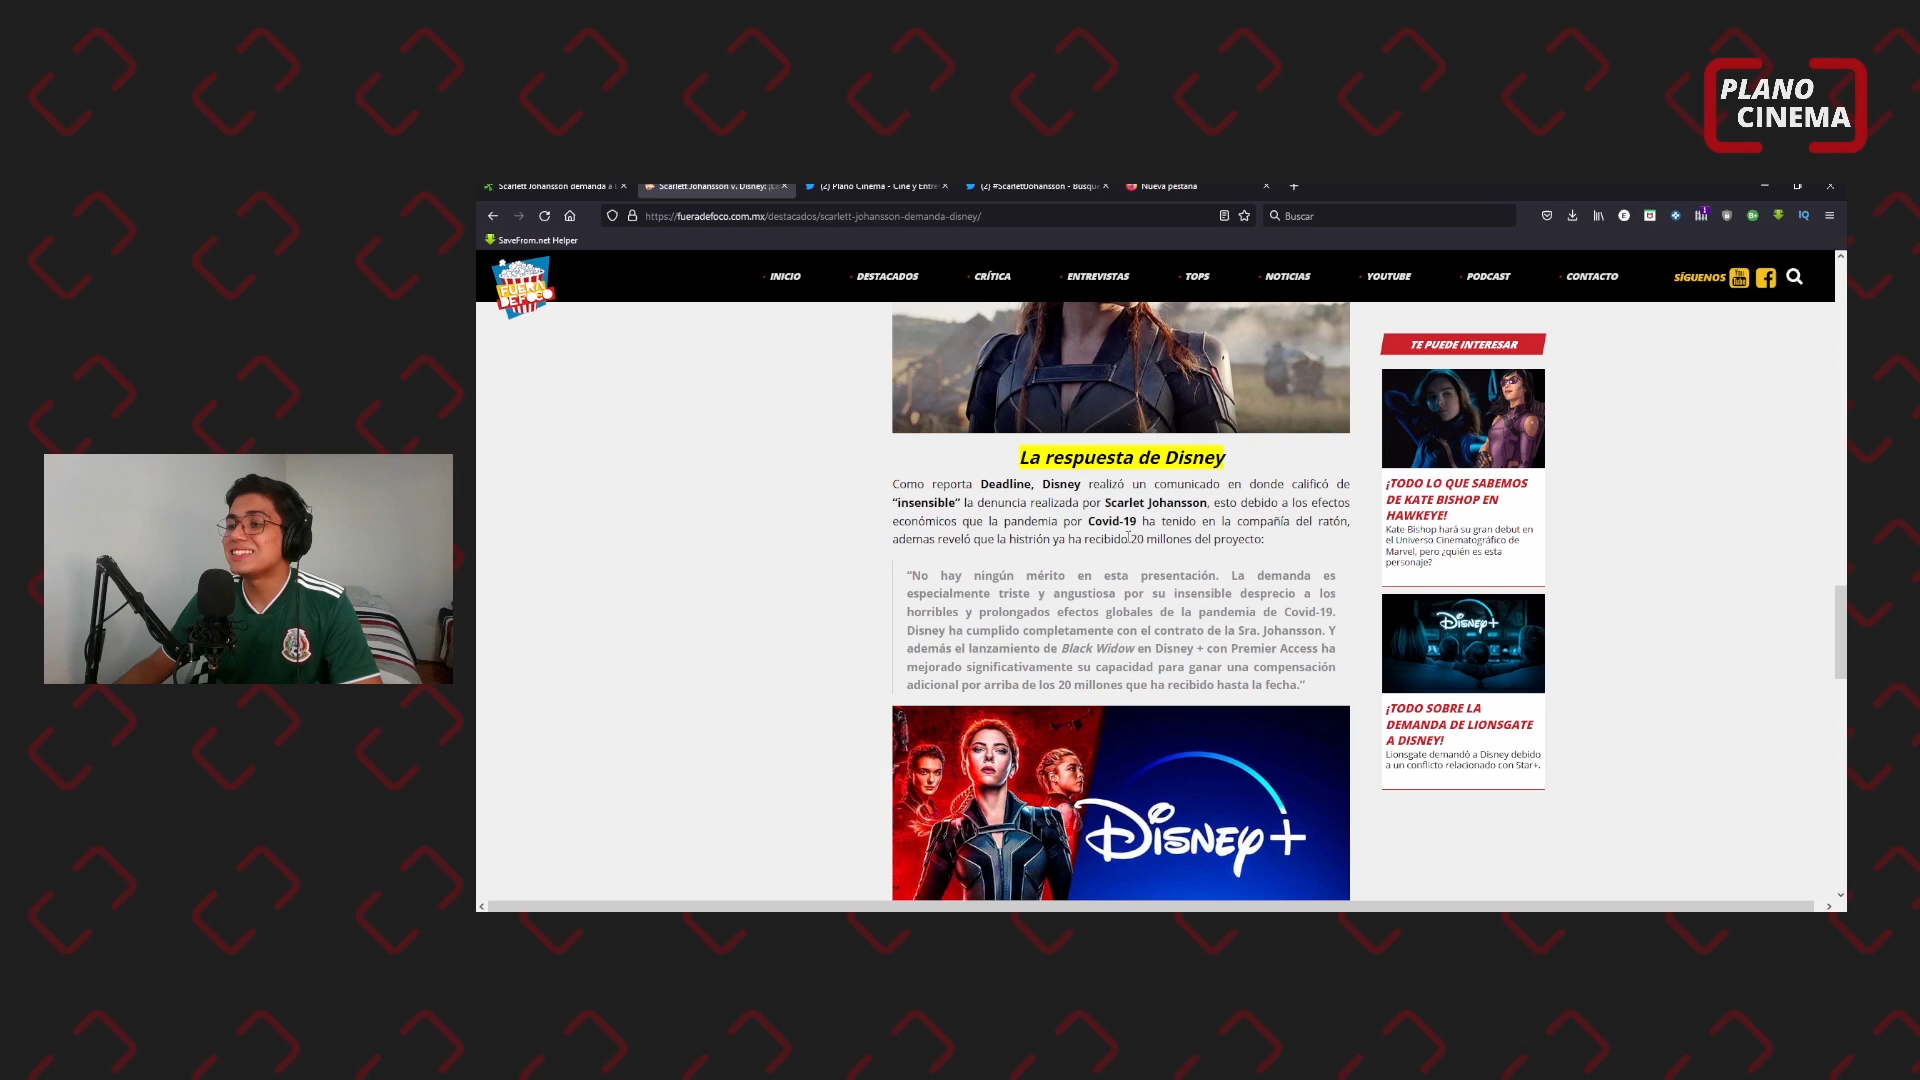 PLANO
CINEMA
Scarlett Johansson demanda a
Scarlett Johansson v. Disney: ¡La
(2) Plano Cinema - Cine y Entre
(2) #ScarlettJohansson - Búsque
Nueva pestaña
https://fueradefoco.com.mx/destacados/scarlett-johansson-demanda-disney/
Buscar
SaveFrom.net Helper
FUERA
DE FOCO
INICIO
DESTACADOS
CRÍTICA
ENTREVISTAS
TOPS
NOTICIAS
YOUTUBE
PODCAST
CONTACTO
SÍGUENOS
You
Tube
La respuesta de Disney
Como reporta Deadline, Disney realizó un comunicado en donde calificó de
“insensible” la denuncia realizada por Scarlet Johansson, esto debido a los efectos
económicos que la pandemia por Covid-19 ha tenido en la compañía del ratón,
ademas reveló que la histrión ya ha recibido 20 millones del proyecto:
“No hay ningún mérito en esta presentación. La demanda es
especialmente triste y angustiosa por su insensible desprecio a los
horribles y prolongados efectos globales de la pandemia de Covid-19.
Disney ha cumplido completamente con el contrato de la Sra. Johansson. Y
además el lanzamiento de Black Widow en Disney + con Premier Access ha
mejorado significativamente su capacidad para ganar una compensación
adicional por arriba de los 20 millones que ha recibido hasta la fecha.”
Disney+
TE PUEDE INTERESAR
¡TODO LO QUE SABEMOS
DE KATE BISHOP EN
HAWKEYE!
Kate Bishop hará su gran debut en
el Universo Cinematográfico de
Marvel, pero ¿quién es esta
personaje?
Disney+
¡TODO SOBRE LA
DEMANDA DE LIONSGATE
A DISNEY!
Lionsgate demandó a Disney debido
a un conflicto relacionado con Star+.